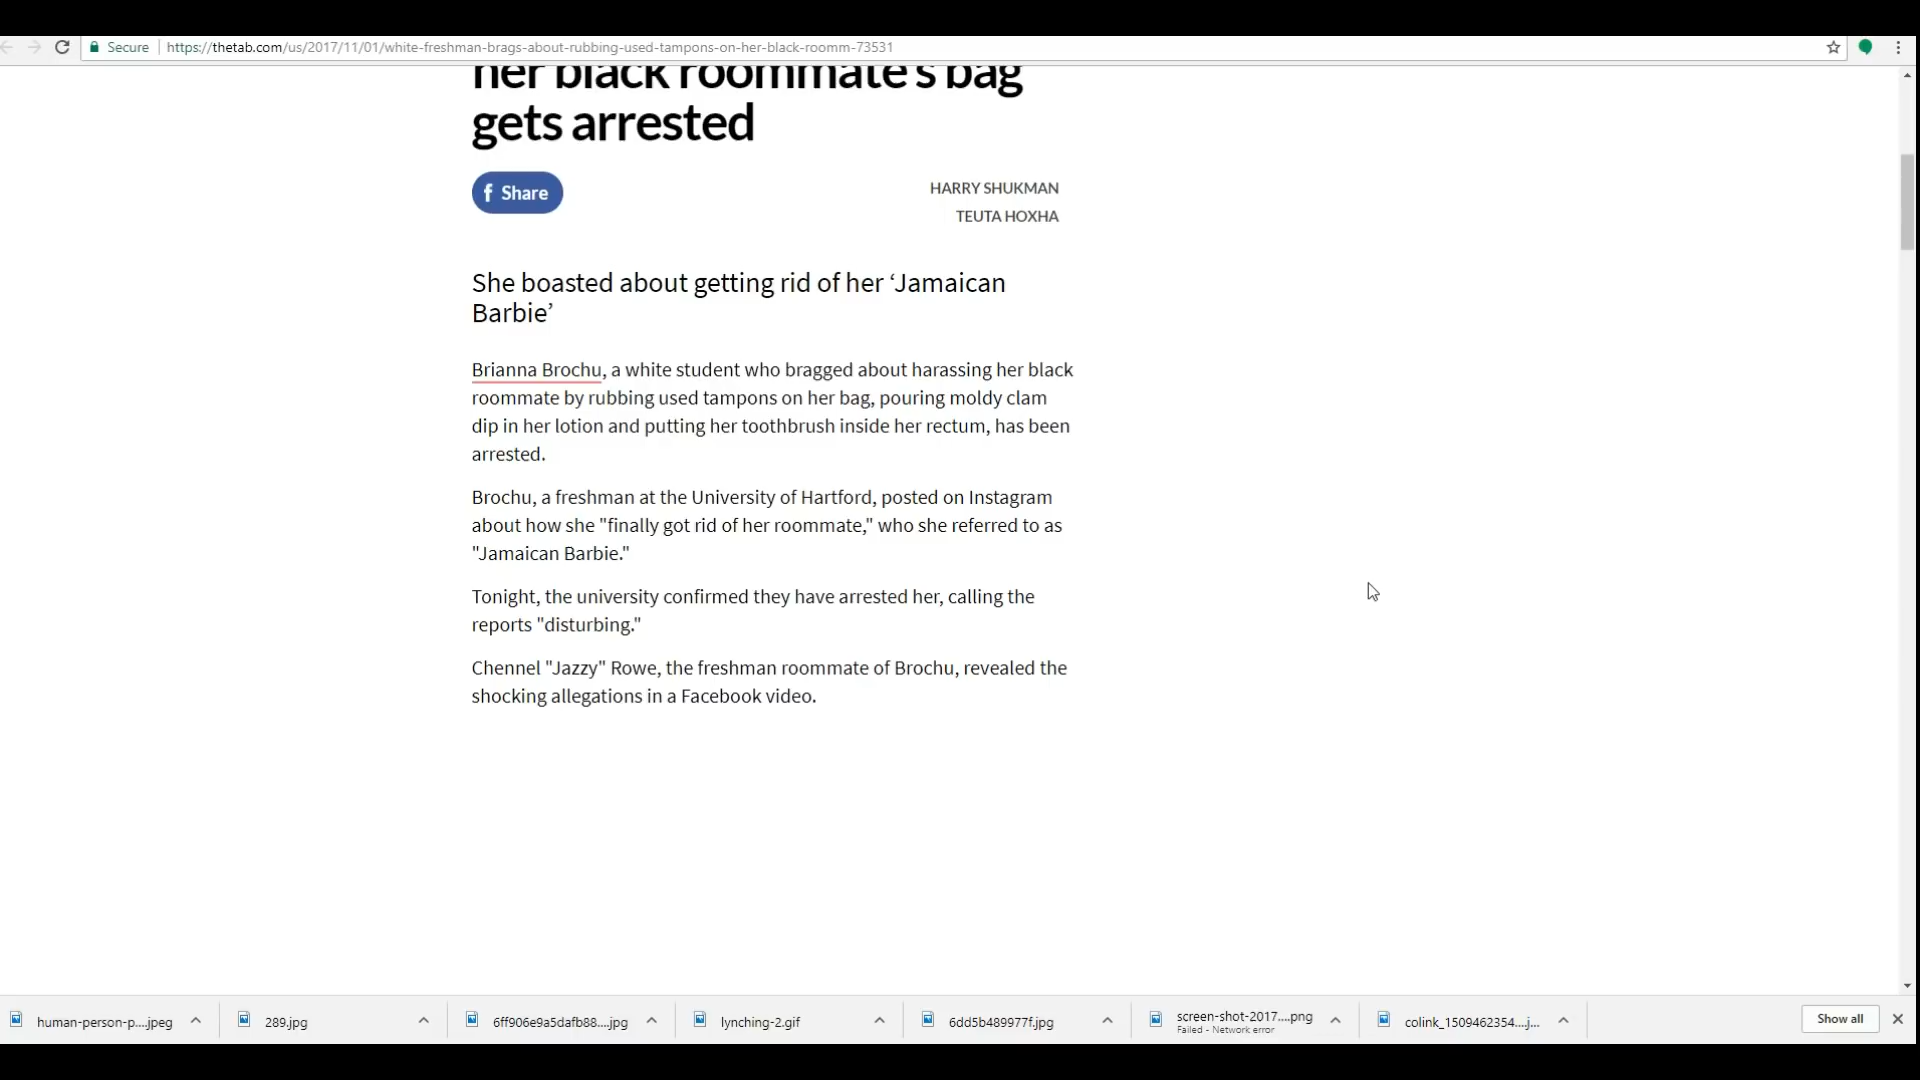 Secure
https://thetab.com/us/2017/11/01/white-freshman-brags-about-rubbing-used-tampons-on-her-black-roomm-73531
her black roommate's bag
gets arrested
f Share
HARRY SHUKMAN
TEUTA HOXHA
She boasted about getting rid of her ‘Jamaican
Barbie’
Brianna Brochu, a white student who bragged about harassing her black
roommate by rubbing used tampons on her bag, pouring moldy clam
dip in her lotion and putting her toothbrush inside her rectum, has been
arrested.
Brochu, a freshman at the University of Hartford, posted on Instagram
about how she "finally got rid of her roommate," who she referred to as
"Jamaican Barbie."
Tonight, the university confirmed they have arrested her, calling the
reports "disturbing."
Chennel "Jazzy" Rowe, the freshman roommate of Brochu, revealed the
shocking allegations in a Facebook video.
human-person-p....jpeg
289.jpg
6ff906e9a5dafb88....jpg
lynching-2.gif
6dd5b489977f.jpg
screen-shot-2017....png
Failed - Network error
colink_1509462354....j...
Show all